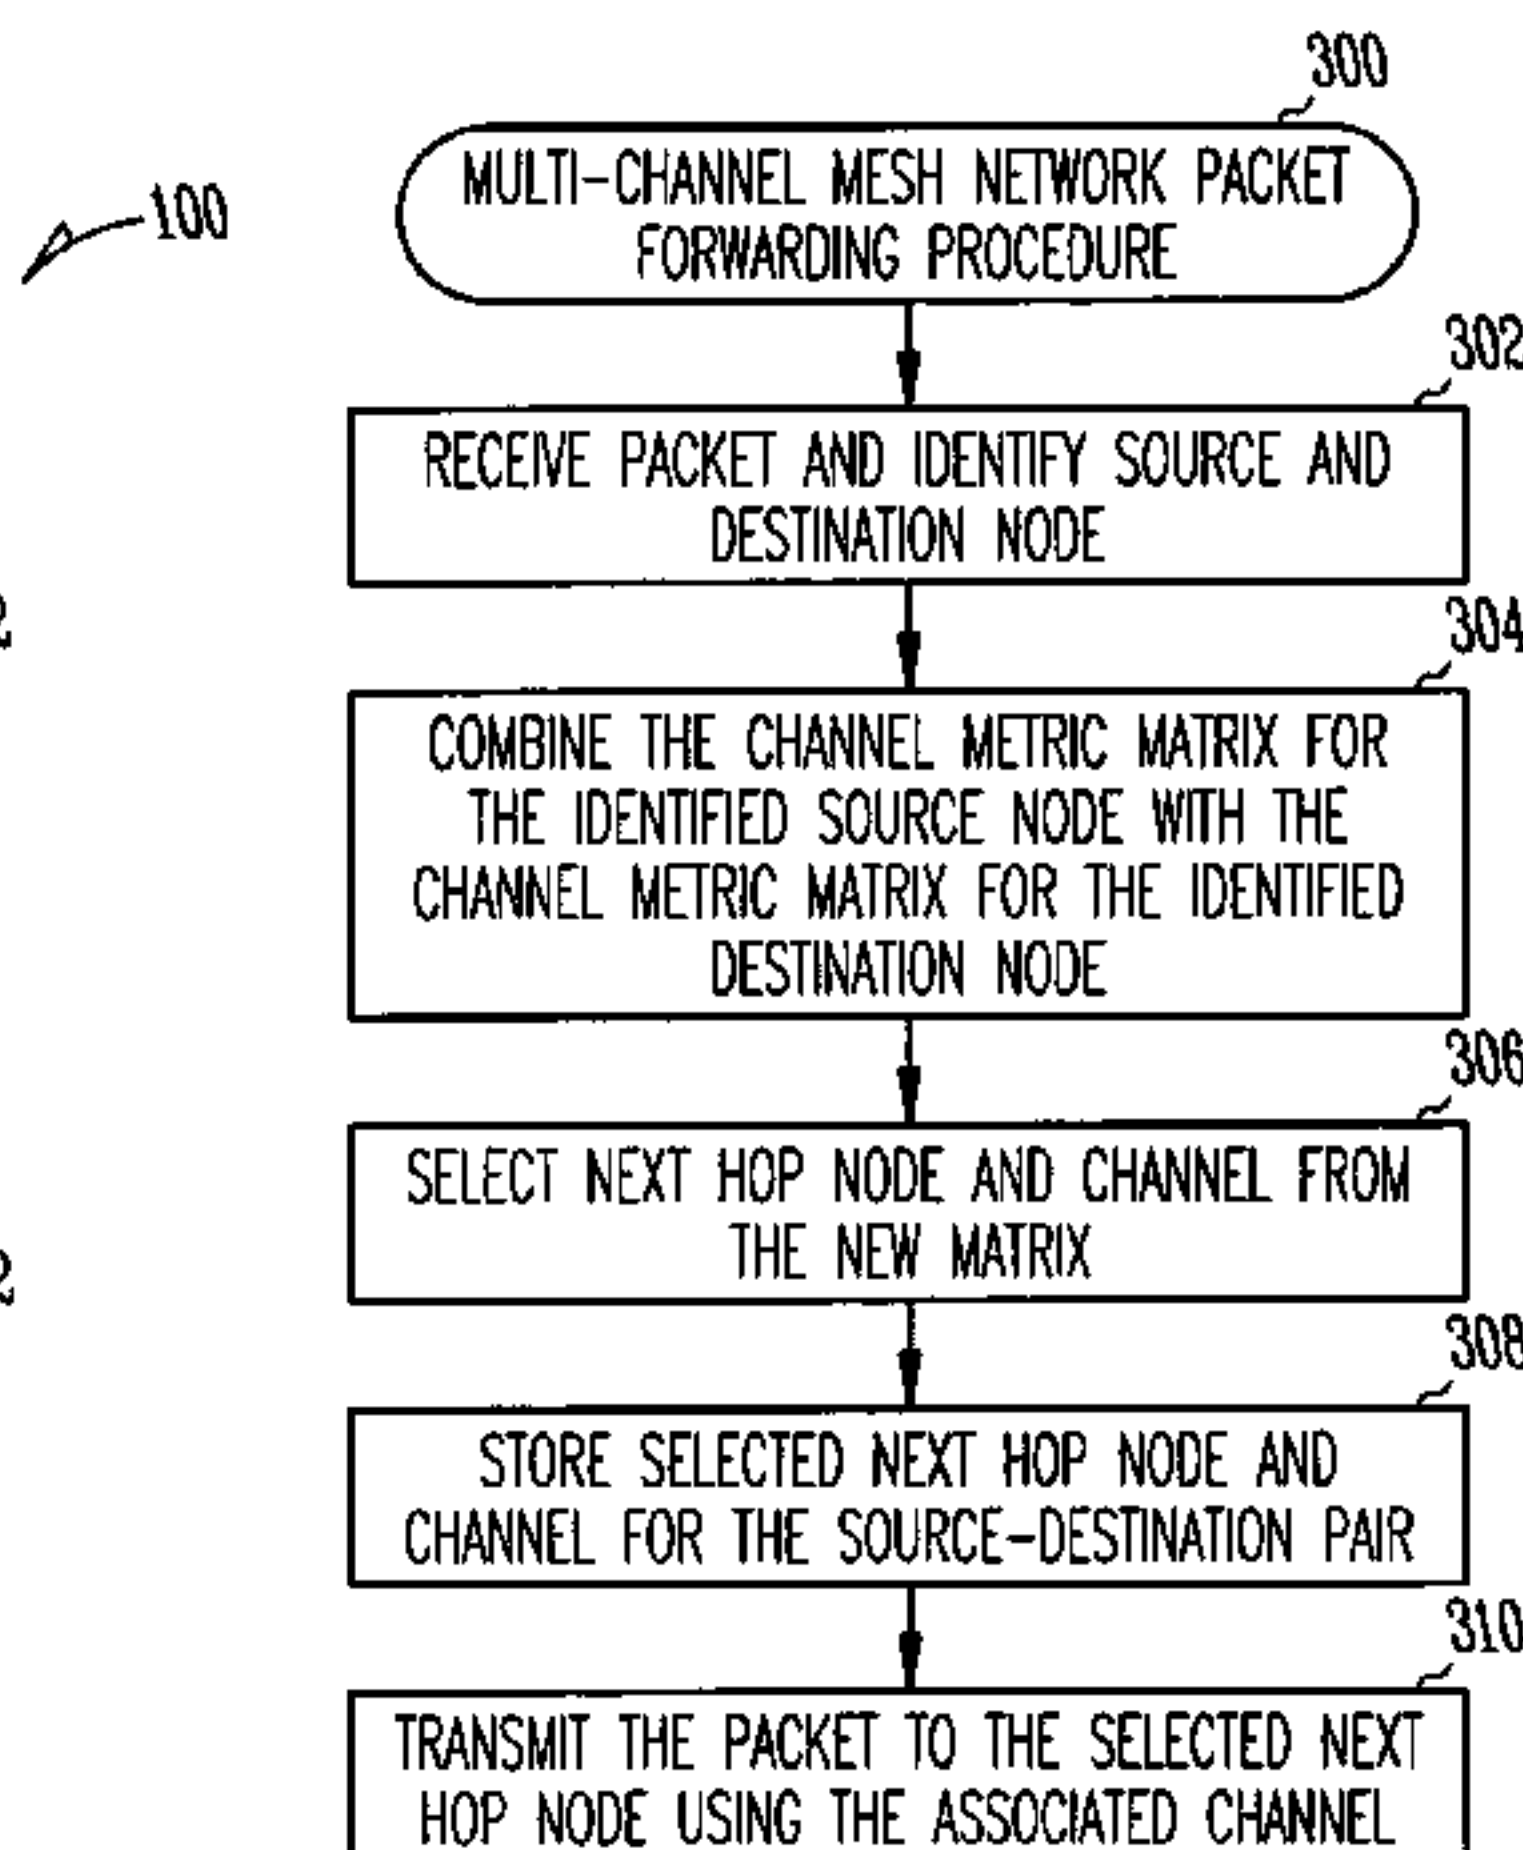 300
MULTI-CHANNEL MESH NETWORK PACKET
FORWARDING PROCEDURE
100
302
RECEIVE PACKET AND IDENTIFY SOURCE AND
DESTINATION NODE
2
304
COMBINE THE CHANNEL METRIC MATRIX FOR
THE IDENTIFIED SOURCE NODE WITH THE
CHANNEL METRIC MATRIX FOR THE IDENTIFIED
DESTINATION NODE
306
SELECT NEXT HOP NODE AND CHANNEL FROM
THE NEW MATRIX
2
308
STORE SELECTED NEXT HOP NODE AND
CHANNEL FOR THE SOURCE-DESTINATION PAIR
310
TRANSMIT THE PACKET TO THE SELECTED NEXT
HOP NODE USING THE ASSOCIATED CHANNEL